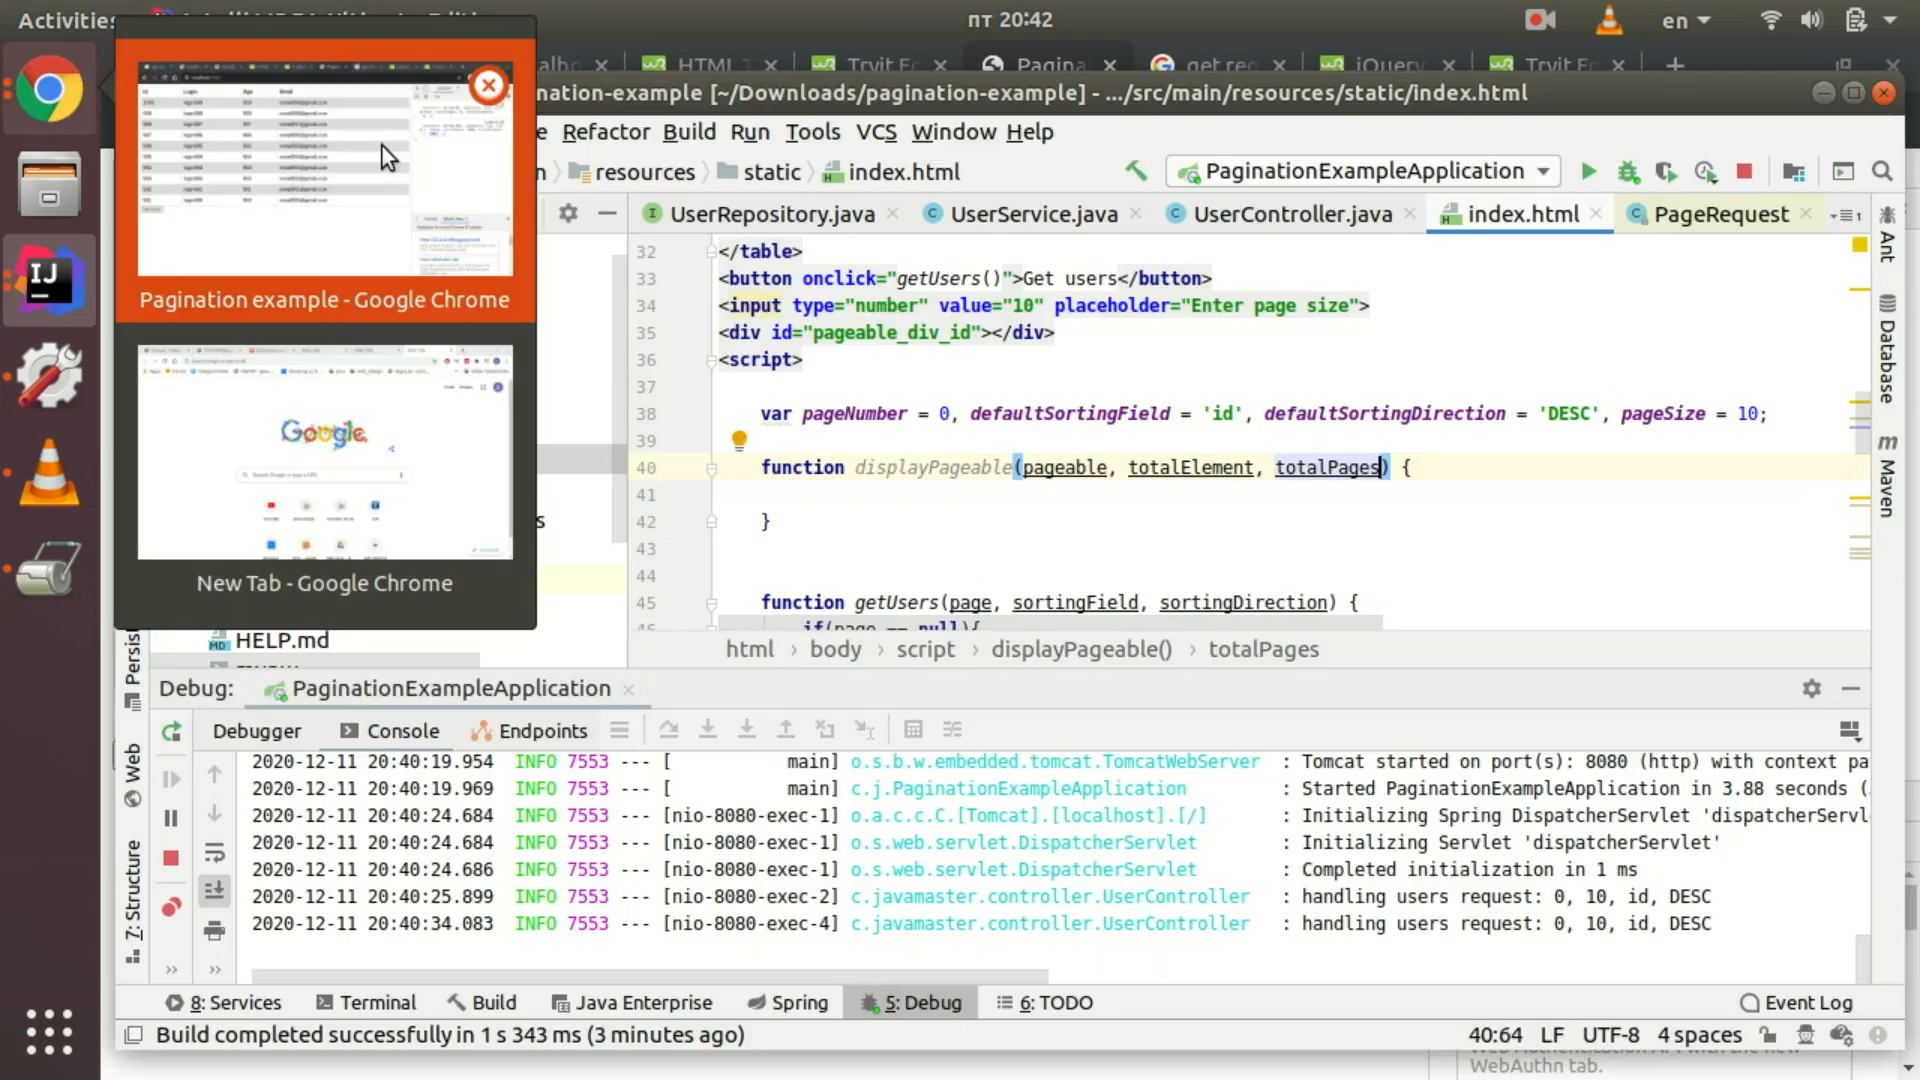 Activities
пт 20:42
en
HTML T
Tryit Ec
Pagina
get rec
jQuery
Tryit Ec
nation-example [~/Downloads/pagination-example] - .../src/main/resources/static/index.html
Refactor Build Run Tools VCS Window Help
resources static index.html
PaginationExampleApplication
UserRepository.java UserService.java UserController.java index.html PageRequest
Pagination example - Google Chrome
Google
New Tab - Google Chrome
32 </table>
33 <button onclick="getUsers()">Get users</button>
34 <input type="number" value="10" placeholder="Enter page size">
35 <div id="pageable_div_id"></div>
36 <script>
37
38 var pageNumber = 0, defaultSortingField = 'id', defaultSortingDirection = 'DESC', pageSize = 10;
39
40 function displayPageable(pageable, totalElement, totalPages) {
41
42 }
43
44
45 function getUsers(page, sortingField, sortingDirection) {
46 if(page == null){
html › body › script › displayPageable() › totalPages
HELP.md
Ant
Database
Maven
Persis
Web
7: Structure
Debug: PaginationExampleApplication
Debugger Console Endpoints
2020-12-11 20:40:19.954 INFO 7553 --- [ main] o.s.b.w.embedded.tomcat.TomcatWebServer : Tomcat started on port(s): 8080 (http) with context pa
2020-12-11 20:40:19.969 INFO 7553 --- [ main] c.j.PaginationExampleApplication : Started PaginationExampleApplication in 3.88 seconds (
2020-12-11 20:40:24.684 INFO 7553 --- [nio-8080-exec-1] o.a.c.c.C.[Tomcat].[localhost].[/] : Initializing Spring DispatcherServlet 'dispatcherServl
2020-12-11 20:40:24.684 INFO 7553 --- [nio-8080-exec-1] o.s.web.servlet.DispatcherServlet : Initializing Servlet 'dispatcherServlet'
2020-12-11 20:40:24.686 INFO 7553 --- [nio-8080-exec-1] o.s.web.servlet.DispatcherServlet : Completed initialization in 1 ms
2020-12-11 20:40:25.899 INFO 7553 --- [nio-8080-exec-2] c.javamaster.controller.UserController : handling users request: 0, 10, id, DESC
2020-12-11 20:40:34.083 INFO 7553 --- [nio-8080-exec-4] c.javamaster.controller.UserController : handling users request: 0, 10, id, DESC
8: Services Terminal Build Java Enterprise Spring 5: Debug 6: TODO Event Log
Build completed successfully in 1 s 343 ms (3 minutes ago) 40:64 LF UTF-8 4 spaces
WebAuthn tab.